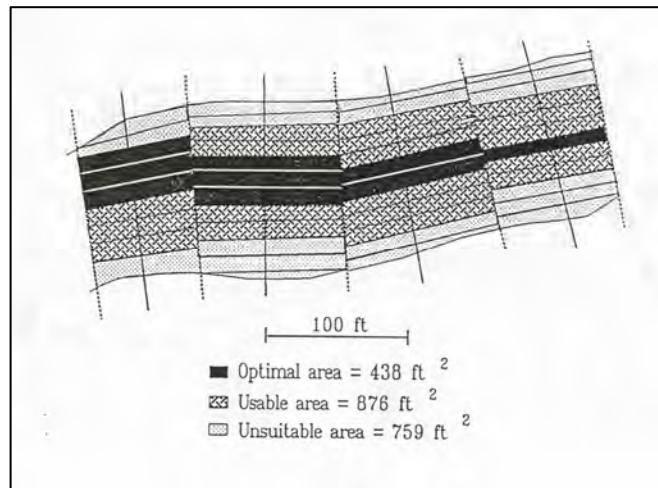 100 ft
Optimal area = 438 ft 2
Usable area = 876 ft 2
Unsuitable area = 759 ft 2